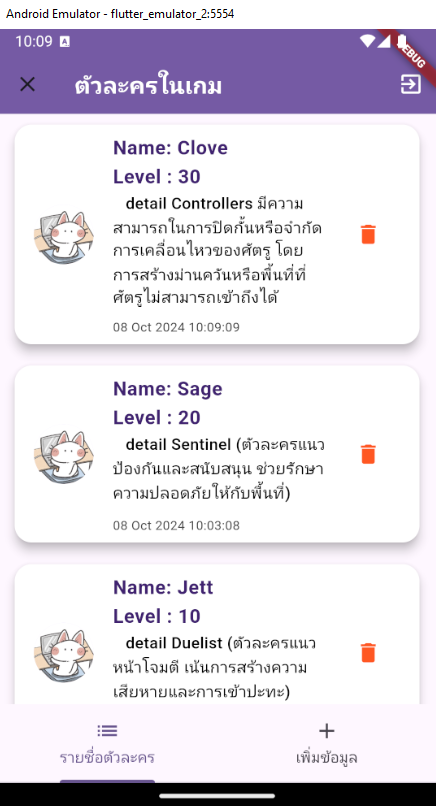 Android Emulator - flutter_emulator_2:5554
10:09 A
DEBUG
ตัวละครในเกม
Name: Clove
Level : 30
detail Controllers มีความ
สามารถในการปิดกั้นหรือจำกัด
การเคลื่อนไหวของศัตรู โดย
การสร้างม่านควันหรือพื้นที่ที่
ศัตรูไม่สามารถเข้าถึงได้
08 Oct 2024 10:09:09
Name: Sage
Level : 20
detail Sentinel (ตัวละครแนว
ป้องกันและสนับสนุน ช่วยรักษา
ความปลอดภัยให้กับพื้นที่)
08 Oct 2024 10:03:08
Name: Jett
Level : 10
detail Duelist (ตัวละครแนว
หน้าโจมตี เน้นการสร้างความ
เสียหายและการเข้าปะทะ)
รายชื่อตัวละคร
เพิ่มข้อมูล